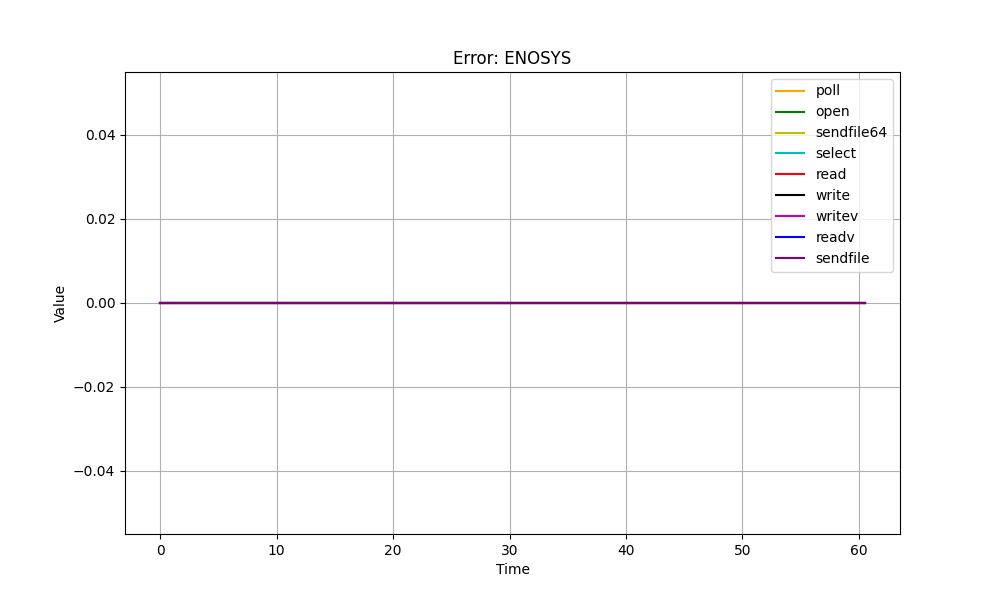 Error: ENOSYS
poll
open
sendfile64
select
read
write
writev
readv
sendfile
0.04
0.02
0.00
−0.02
−0.04
Value
0 10 20 30 40 50 60
Time